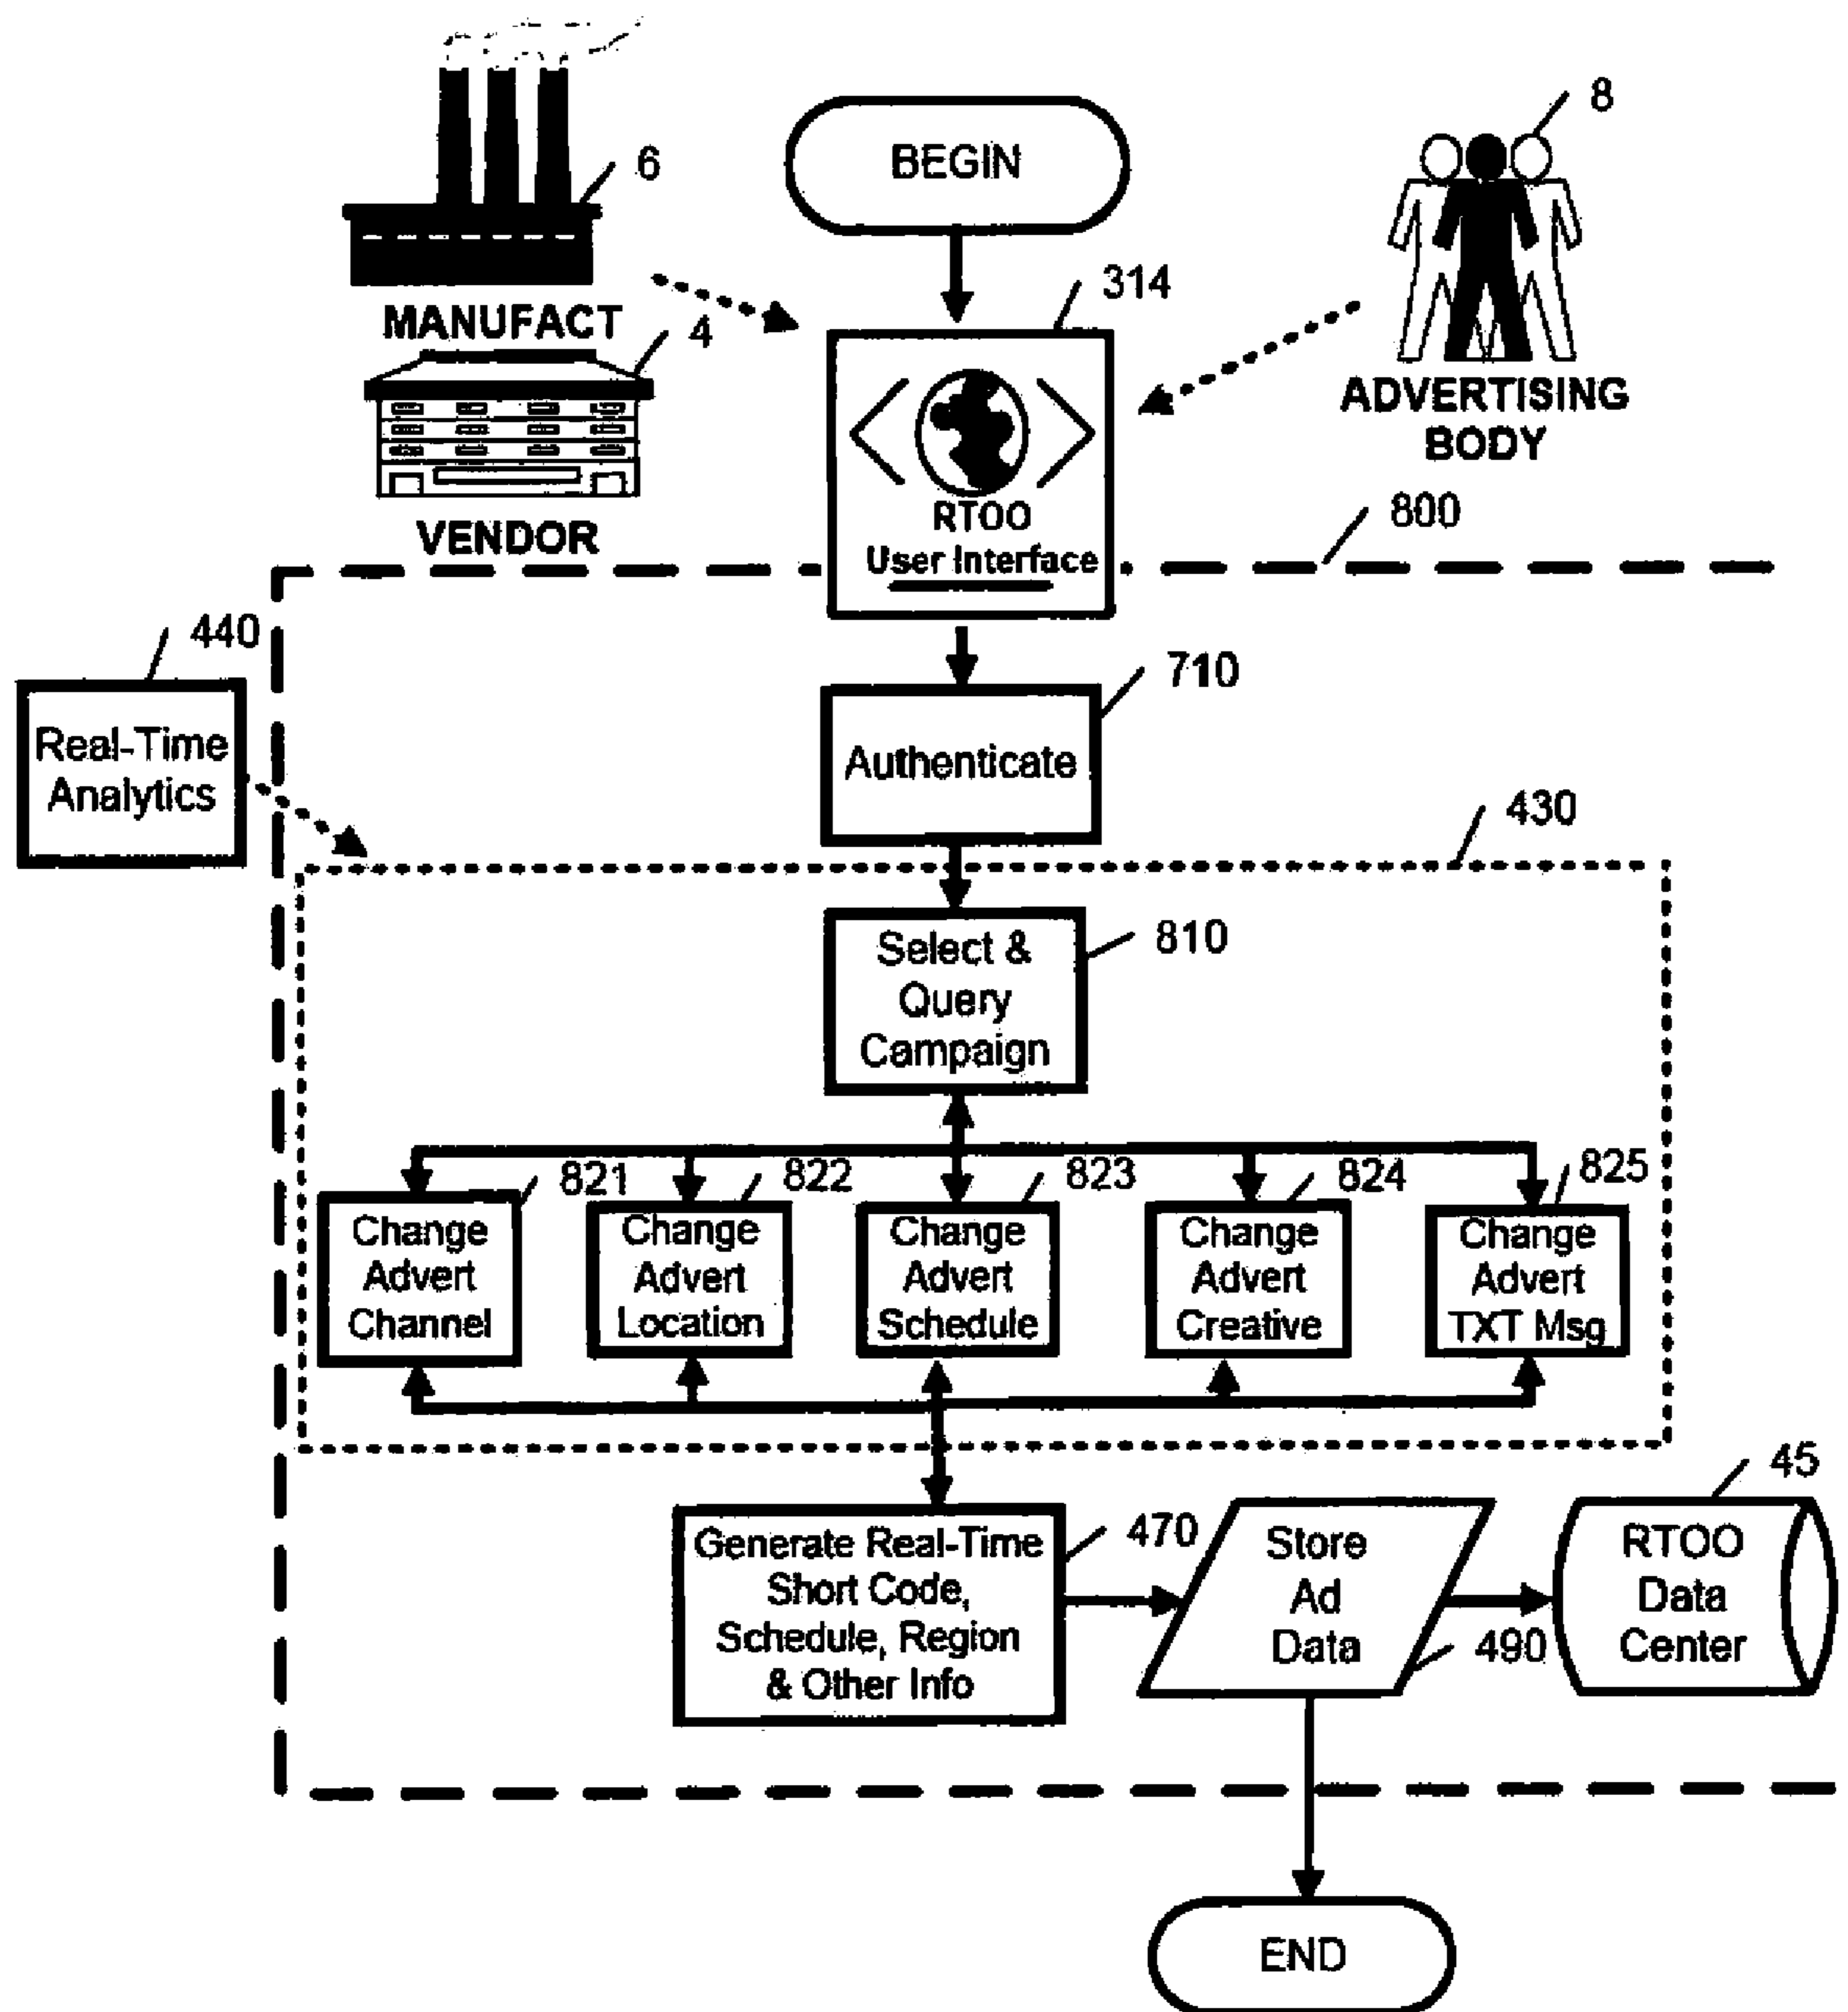 BEGIN
6
8
MANUFACT
4
VENDOR
314
RTOO
User Interface
ADVERTISING
BODY
800
440
Real-Time
Analytics
710
Authenticate
430
Select &
Query
Campaign
810
821
Change
Advert
Channel
822
Change
Advert
Location
823
Change
Advert
Schedule
824
Change
Advert
Creative
825
Change
Advert
TXT Msg
Generate Real-Time
Short Code,
Schedule, Region
& Other Info
470
Store
Ad
Data
490
45
RTOO
Data
Center
END